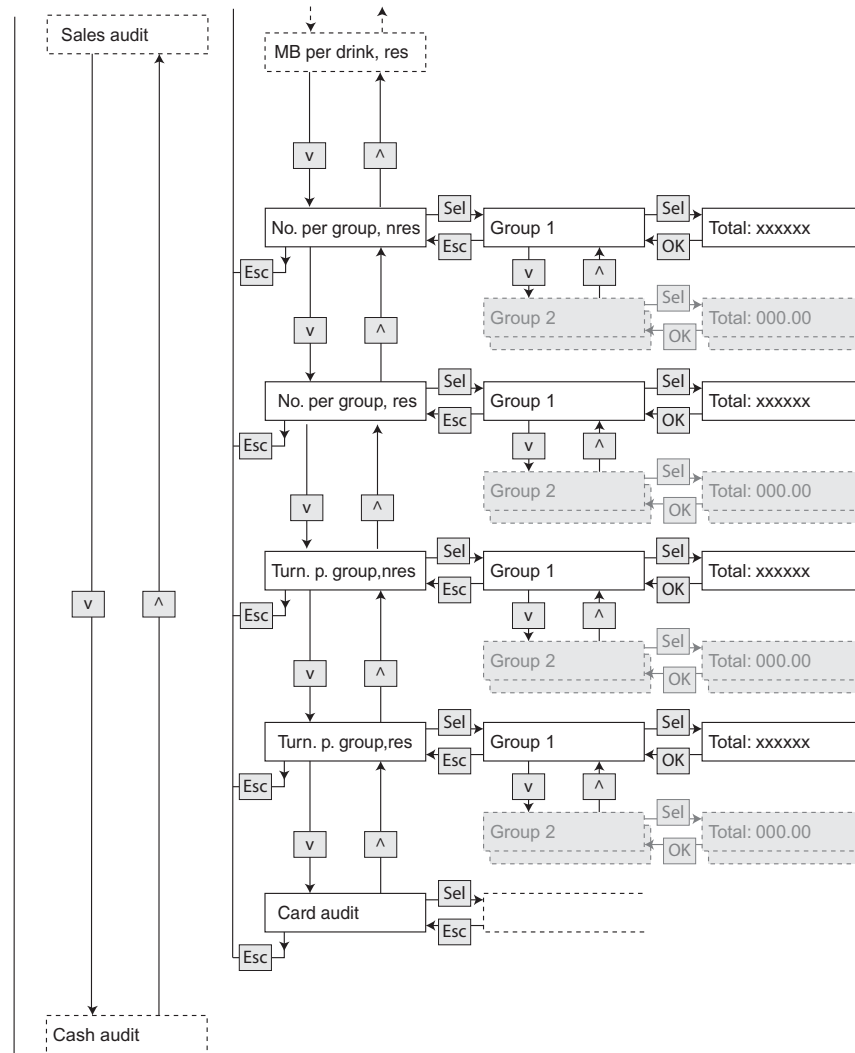 Sales audit
MB per drink, res
v ^
Sel Sel
No. per group, nres Group 1 Total: xxxxxx
Esc OK
Esc v ^
Sel
Group 2 Total: 000.00
OK
v ^
Sel Sel
No. per group, res Group 1 Total: xxxxxx
Esc OK
Esc v ^
Sel
Group 2 Total: 000.00
OK
v ^
Sel Sel
Turn. p. group,nres Group 1 Total: xxxxxx
Esc OK
v ^ Esc v ^
Sel
Group 2 Total: 000.00
OK
v ^
Sel Sel
Turn. p. group,res Group 1 Total: xxxxxx
Esc OK
Esc v ^
Sel
Group 2 Total: 000.00
OK
v ^
Sel
Card audit
Esc
Esc
Cash audit